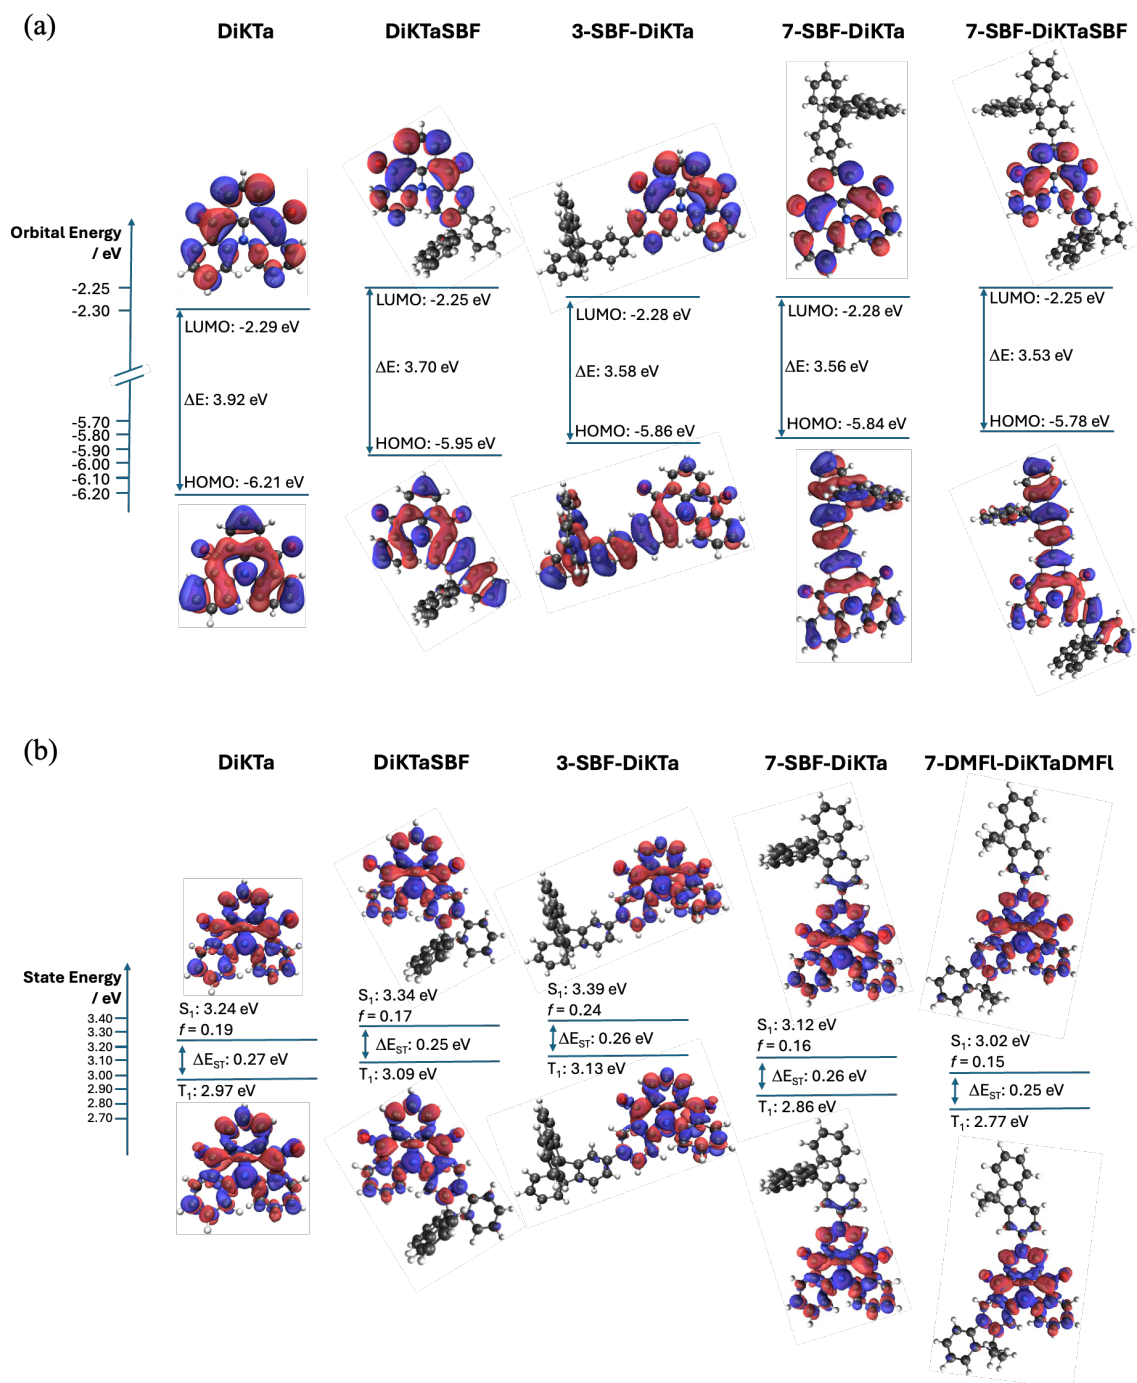 (a)
DiKTa
DiKTaSBF
3-SBF-DiKTa
7-SBF-DiKTa
7-SBF-DiKTaSBF
Orbital Energy
/ eV
-2.25
-2.30
-5.70
-5.80
-5.90
-6.00
-6.10
-6.20
LUMO: -2.29 eV
ΔE: 3.92 eV
HOMO: -6.21 eV
LUMO: -2.25 eV
ΔE: 3.70 eV
HOMO: -5.95 eV
LUMO: -2.28 eV
ΔE: 3.58 eV
HOMO: -5.86 eV
LUMO: -2.28 eV
ΔE: 3.56 eV
HOMO: -5.84 eV
LUMO: -2.25 eV
ΔE: 3.53 eV
HOMO: -5.78 eV
(b)
DiKTa
DiKTaSBF
3-SBF-DiKTa
7-SBF-DiKTa
7-DMFl-DiKTaDMFl
State Energy
/ eV
3.40
3.30
3.20
3.10
3.00
2.90
2.80
2.70
S₁: 3.24 eV
f = 0.19
ΔE_ST: 0.27 eV
T₁: 2.97 eV
S₁: 3.34 eV
f = 0.17
ΔE_ST: 0.25 eV
T₁: 3.09 eV
S₁: 3.39 eV
f = 0.24
ΔE_ST: 0.26 eV
T₁: 3.13 eV
S₁: 3.12 eV
f = 0.16
ΔE_ST: 0.26 eV
T₁: 2.86 eV
S₁: 3.02 eV
f = 0.15
ΔE_ST: 0.25 eV
T₁: 2.77 eV